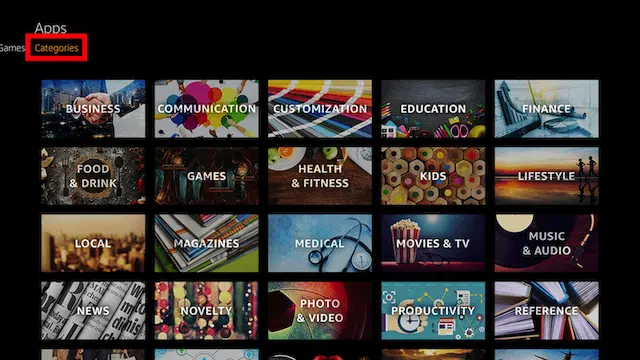 Apps
Games Categories
BUSINESS
COMMUNICATION
CUSTOMIZATION
EDUCATION
FINANCE
FOOD
& DRINK
GAMES
HEALTH
& FITNESS
KIDS
LIFESTYLE
LOCAL
MAGAZINES
MEDICAL
MOVIES & TV
MUSIC
& AUDIO
NEWS
NOVELTY
PHOTO
& VIDEO
PRODUCTIVITY
REFERENCE